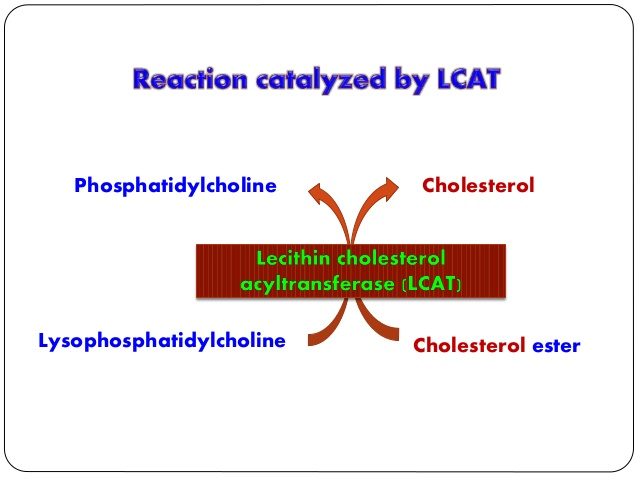 Reaction catalyzed by LCAT
Phosphatidylcholine
Cholesterol
Lecithin cholesterol
acyltransferase (LCAT)
Lysophosphatidylcholine
Cholesterol ester